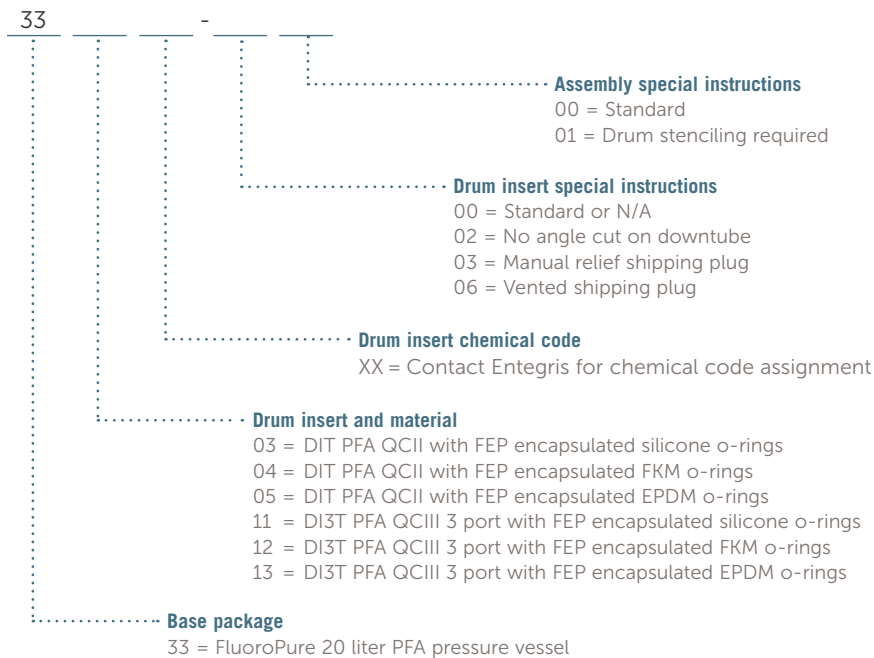 33 -
Assembly special instructions
00 = Standard
01 = Drum stenciling required
Drum insert special instructions
00 = Standard or N/A
02 = No angle cut on downtube
03 = Manual relief shipping plug
06 = Vented shipping plug
Drum insert chemical code
XX = Contact Entegris for chemical code assignment
Drum insert and material
03 = DIT PFA QCII with FEP encapsulated silicone o-rings
04 = DIT PFA QCII with FEP encapsulated FKM o-rings
05 = DIT PFA QCII with FEP encapsulated EPDM o-rings
11 = DI3T PFA QCIII 3 port with FEP encapsulated silicone o-rings
12 = DI3T PFA QCIII 3 port with FEP encapsulated FKM o-rings
13 = DI3T PFA QCIII 3 port with FEP encapsulated EPDM o-rings
Base package
33 = FluoroPure 20 liter PFA pressure vessel